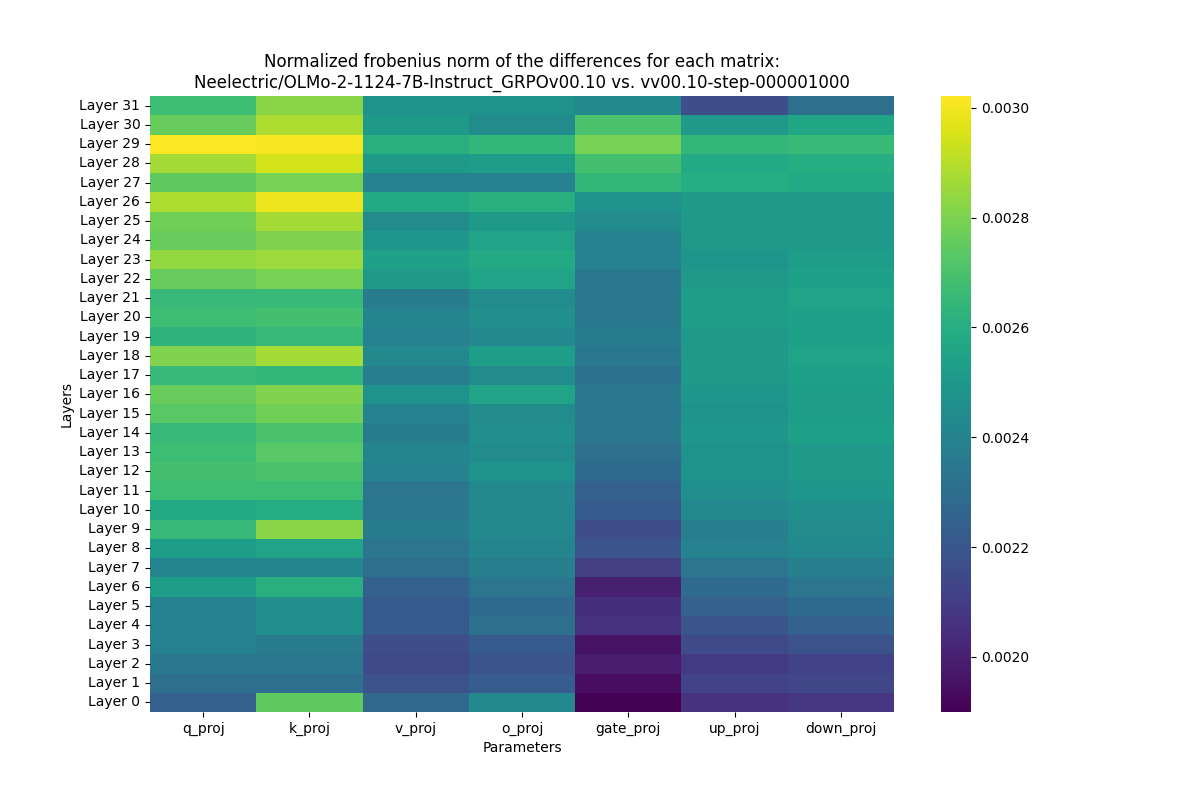 Normalized frobenius norm of the differences for each matrix:
Neelectric/OLMo-2-1124-7B-Instruct_GRPOv00.10 vs. vv00.10-step-000001000
Layers
Layer 31
Layer 30
Layer 29
Layer 28
Layer 27
Layer 26
Layer 25
Layer 24
Layer 23
Layer 22
Layer 21
Layer 20
Layer 19
Layer 18
Layer 17
Layer 16
Layer 15
Layer 14
Layer 13
Layer 12
Layer 11
Layer 10
Layer 9
Layer 8
Layer 7
Layer 6
Layer 5
Layer 4
Layer 3
Layer 2
Layer 1
Layer 0
q_proj k_proj v_proj o_proj gate_proj up_proj down_proj
Parameters
0.0030
0.0028
0.0026
0.0024
0.0022
0.0020